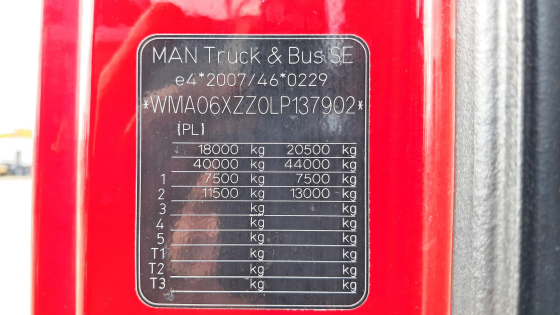 MAN Truck & Bus SE
e4*2007/46*0229
*WMA06XZZ0LP137902*
(PL)
18000 kg 20500 kg
40000 kg 44000 kg
1 7500 kg 7500 kg
2 11500 kg 13000 kg
3 kg kg
4 kg kg
5 kg kg
T1 kg kg
T2 kg kg
T3 kg kg